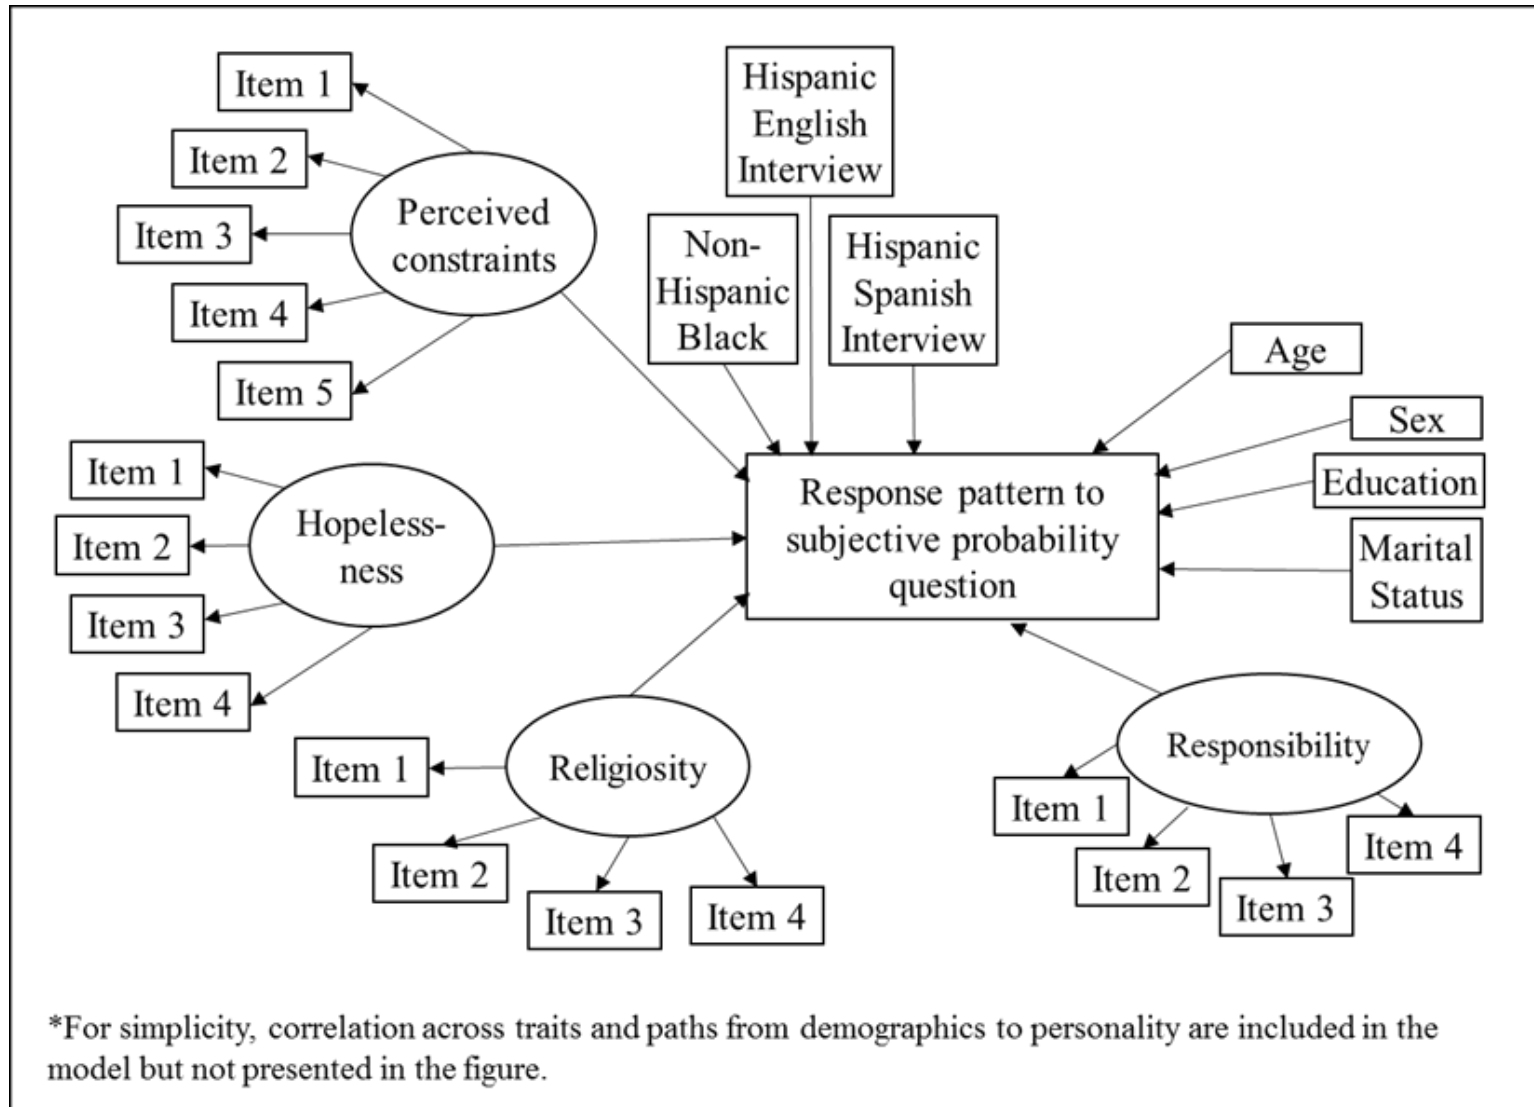 Item 1
Item 2
Item 3
Item 4
Item 5
Perceived
constraints
Hispanic
English
Interview
Non-
Hispanic
Black
Hispanic
Spanish
Interview
Age
Sex
Education
Marital
Status
Response pattern to
subjective probability
question
Item 1
Item 2
Item 3
Item 4
Hopeless-
ness
Religiosity
Item 1
Item 2
Item 3
Item 4
Responsibility
Item 1
Item 2
Item 3
Item 4
*For simplicity, correlation across traits and paths from demographics to personality are included in the
model but not presented in the figure.